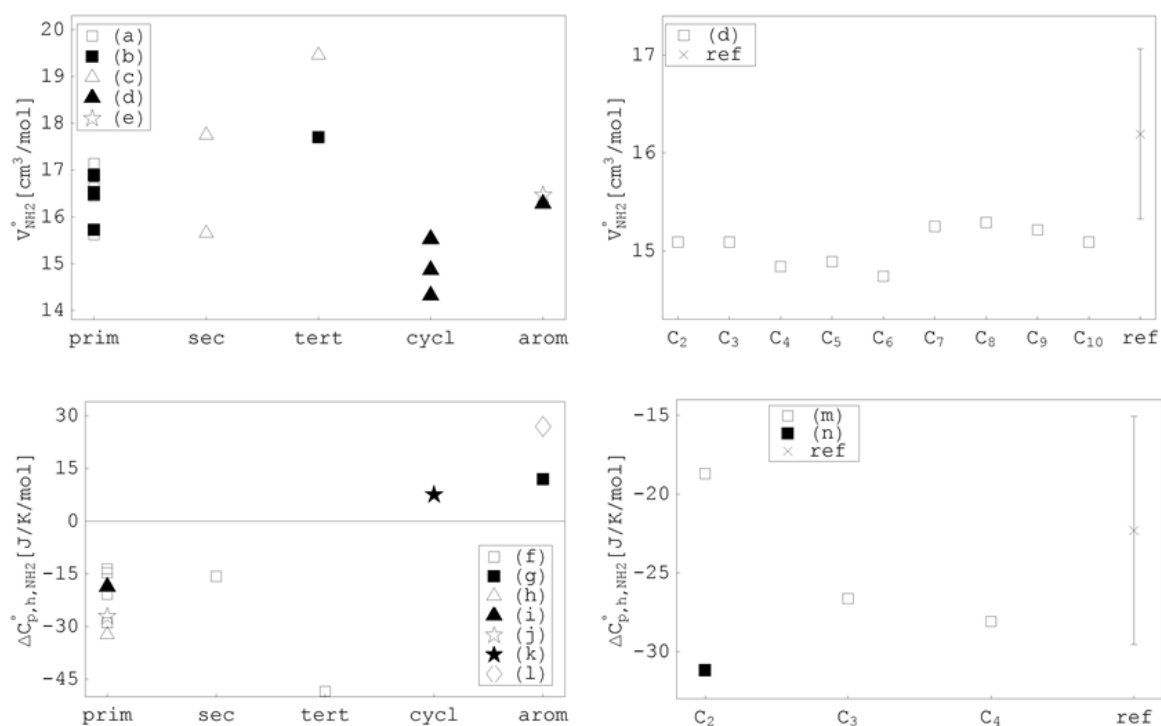 20
19
18
17
16
15
14
V°NH2[cm³/mol]
(a)
(b)
(c)
(d)
(e)
prim sec tert cycl arom
17
16
15
V°NH2[cm³/mol]
(d)
ref
C₂ C₃ C₄ C₅ C₆ C₇ C₈ C₉ C₁₀ ref
30
15
0
-15
-30
-45
ΔC°p,h,NH2[J/K/mol]
(f)
(g)
(h)
(i)
(j)
(k)
(l)
prim sec tert cycl arom
-15
-20
-25
-30
ΔC°p,h,NH2[J/K/mol]
(m)
(n)
ref
C₂ C₃ C₄ ref